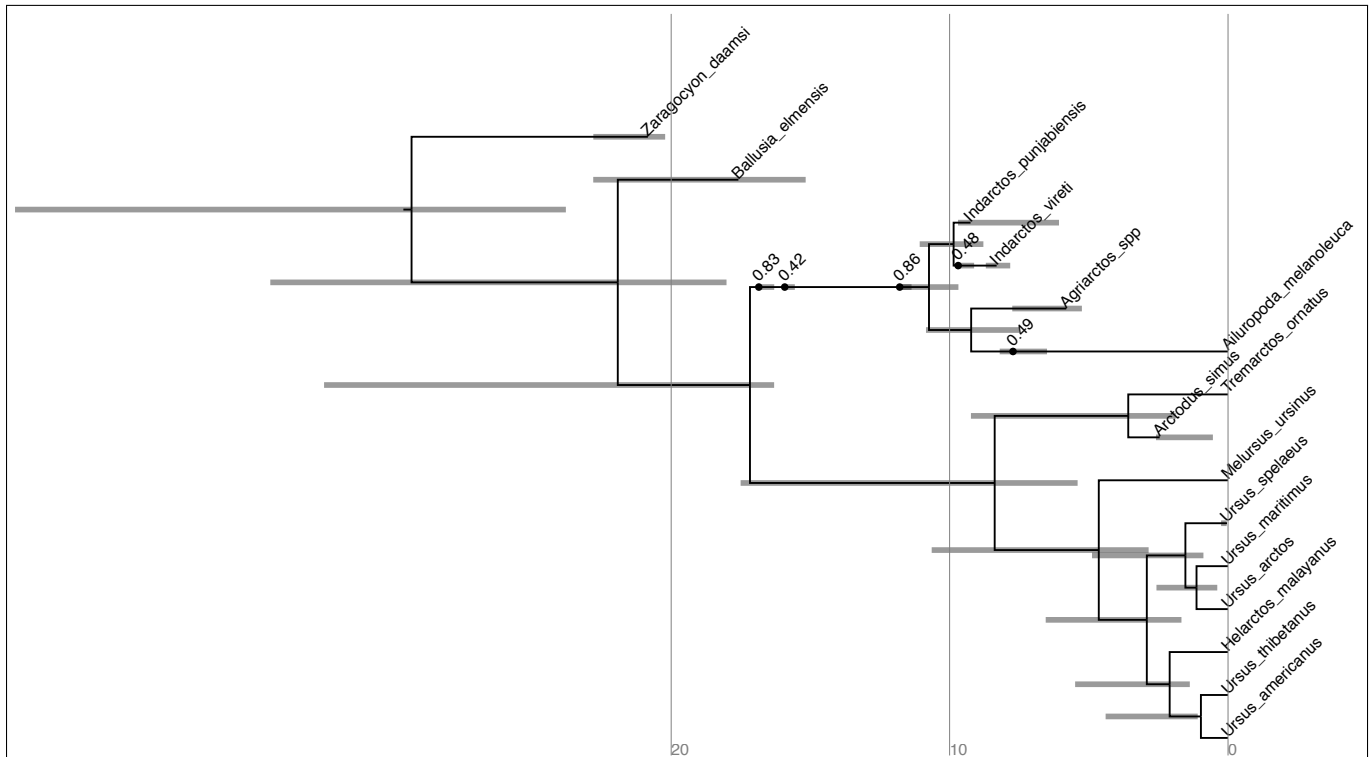 Zaragocyon_daamsi
Ballusia_elmensis
Indarctos_punjabiensis
0.48
Indarctos_vireti
0.83
0.42
0.86
Agriarctos_spp
0.49
Ailuropoda_melanoleuca
Tremarctos_ornatus
Arctodus_simus
Melursus_ursinus
Ursus_spelaeus
Ursus_maritimus
Ursus_arctos
Helarctos_malayanus
Ursus_thibetanus
Ursus_americanus
20
10
0